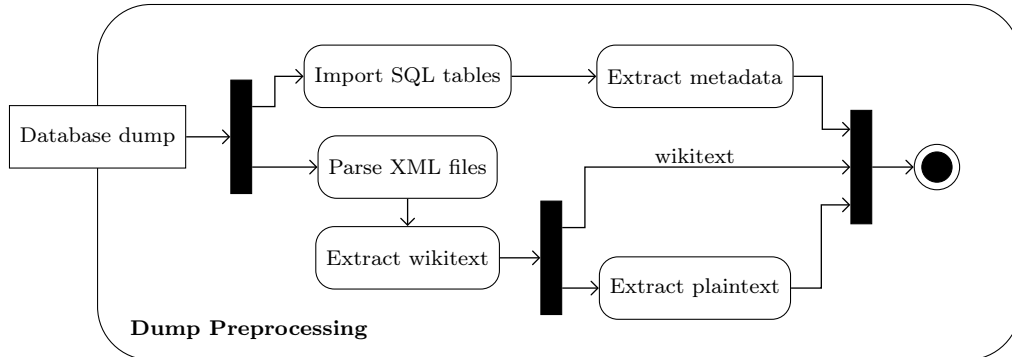 Import SQL tables
Extract metadata
Database dump
Parse XML files
wikitext
Extract wikitext
Extract plaintext
Dump Preprocessing